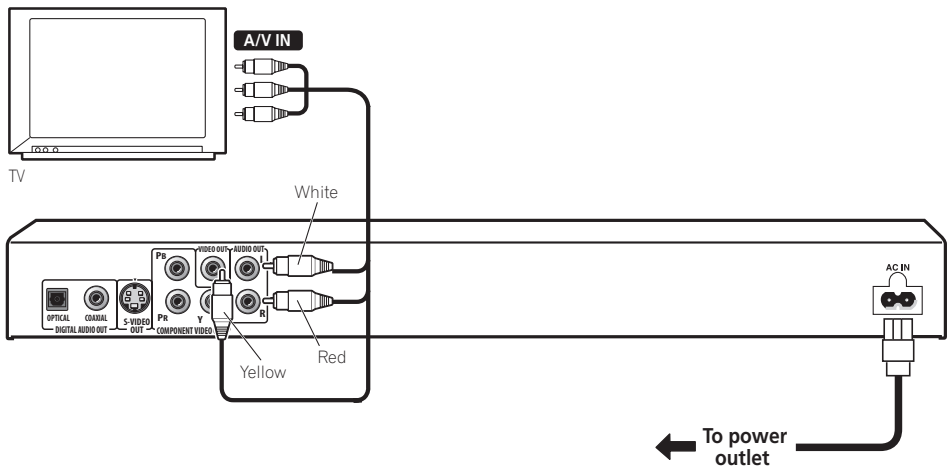 A/V IN
TV
White
PB
VIDEO OUT
AUDIO OUT
L
AC IN
OPTICAL
COAXIAL
S-VIDEO
OUT
PR
Y
R
DIGITAL AUDIO OUT
COMPONENT VIDEO
Red
Yellow
To power
outlet